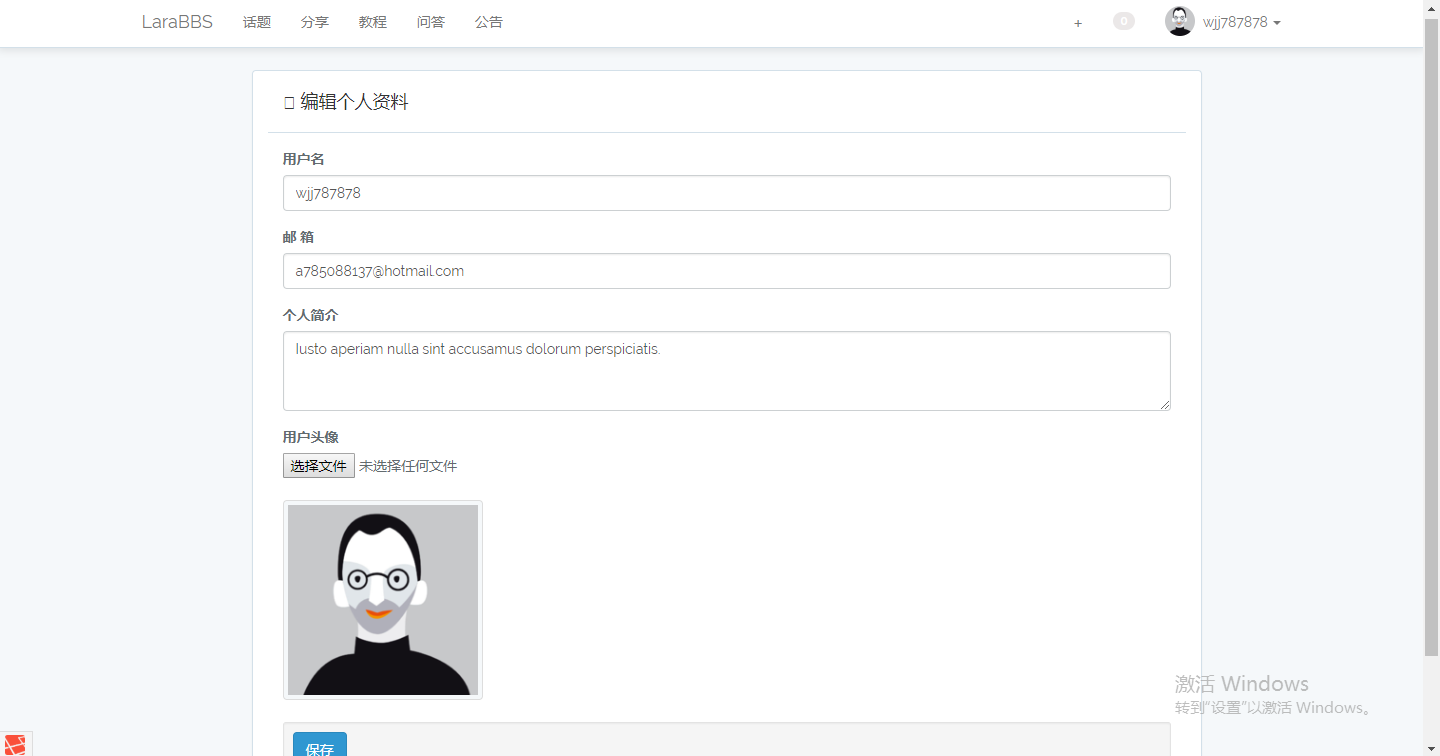 LaraBBS 话题 分享 教程 问答 公告 + 0 wjj787878
编辑个人资料
用户名
wjj787878
邮 箱
a785088137@hotmail.com
个人简介
Iusto aperiam nulla sint accusamus dolorum perspiciatis.
用户头像
选择文件 未选择任何文件
激活 Windows
转到"设置"以激活 Windows。
保存